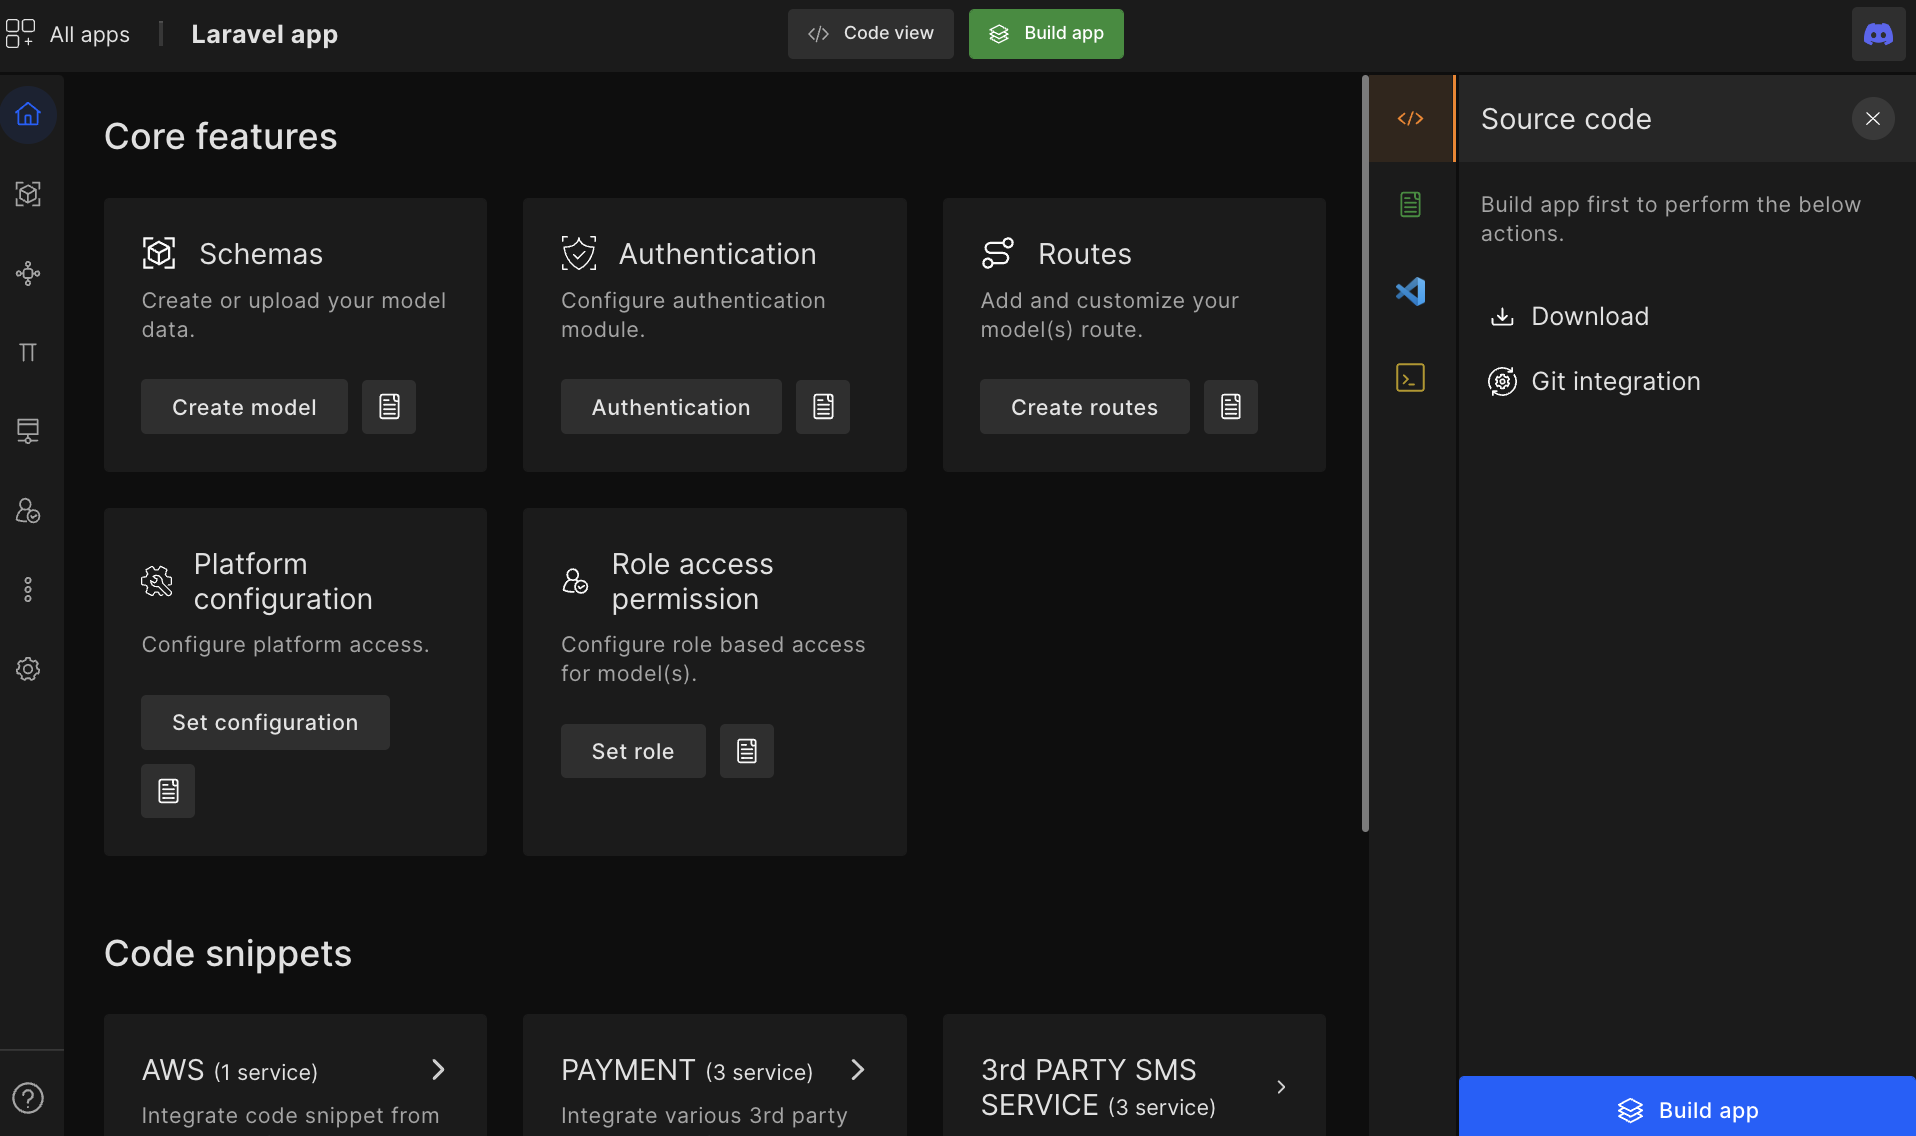 All apps
Laravel app
Code view
Build app
Core features
Schemas
Create or upload your model
data.
Create model
Authentication
Configure authentication
module.
Authentication
Routes
Add and customize your
model(s) route.
Create routes
Platform
configuration
Configure platform access.
Set configuration
Role access
permission
Configure role based access
for model(s).
Set role
Code snippets
AWS (1 service)
Integrate code snippet from
PAYMENT (3 service)
Integrate various 3rd party
3rd PARTY SMS
SERVICE (3 service)
Source code
Build app first to perform the below
actions.
Download
Git integration
Build app